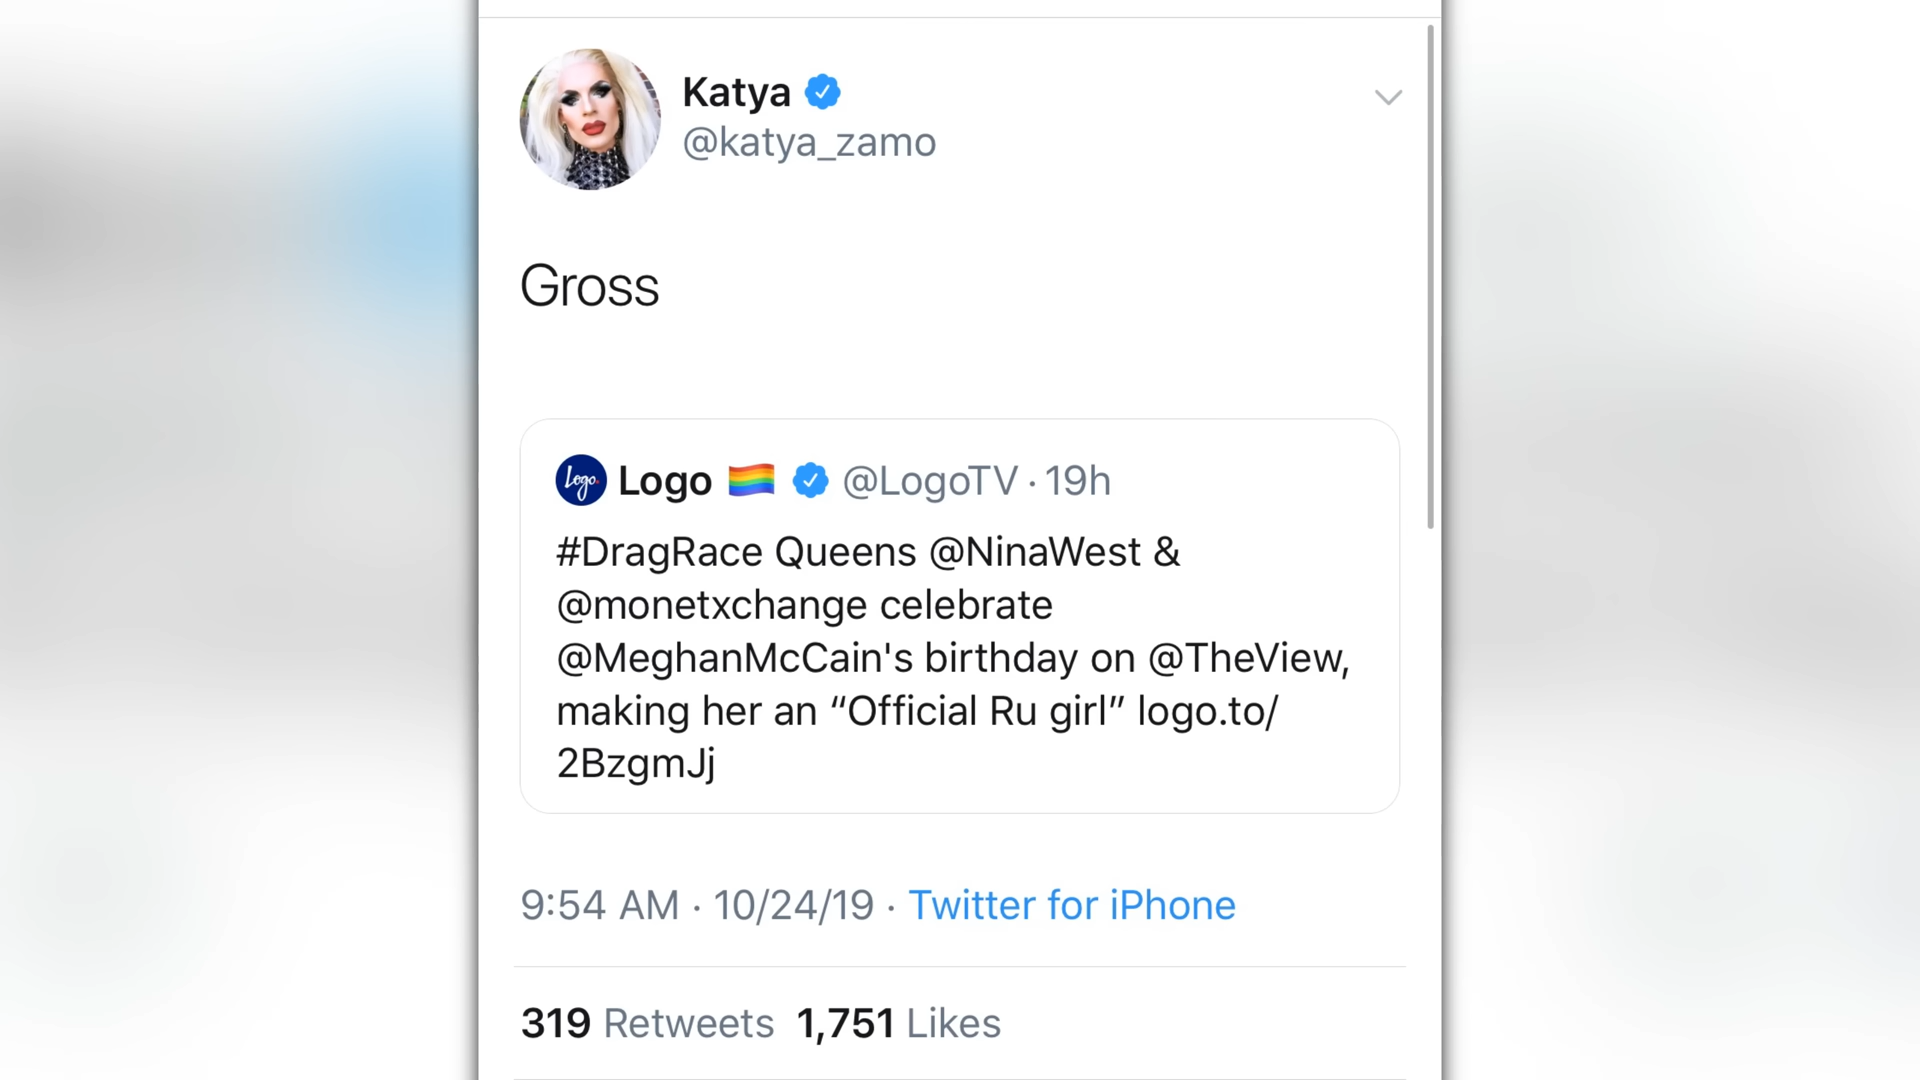 Katya
@katya_zamo
Gross
Logo. Logo 🏳️‍🌈 @LogoTV · 19h
#DragRace Queens @NinaWest &
@monetxchange celebrate
@MeghanMcCain's birthday on @TheView,
making her an “Official Ru girl” logo.to/
2BzgmJj
9:54 AM · 10/24/19 · Twitter for iPhone
319 Retweets 1,751 Likes